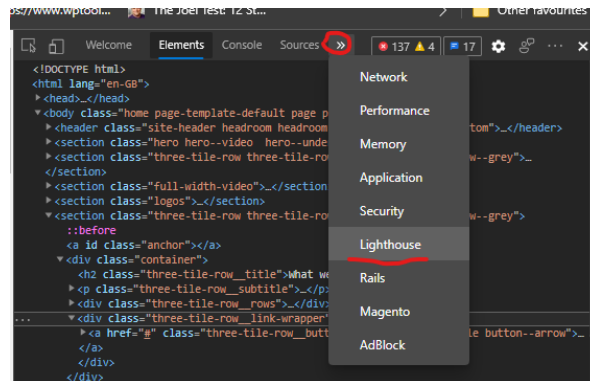 os://www.wptool... The Joel Test: 12 St... Other favourites
Welcome Elements Console Sources » 137 4 17 ··· ×
<!DOCTYPE html>
<html lang="en-GB">
<head>…</head>
<body class="home page-template-default page p
<header class="site-header headroom headroom tom">…</header>
<section class="hero hero--video hero--unde
<section class="three-tile-row three-tile-row w--grey">…
</section>
<section class="full-width-video">…</section
<section class="logos">…</section>
<section class="three-tile-row three-tile-row w--grey">
::before
<a id class="anchor"></a>
<div class="container">
<h2 class="three-tile-row__title">What we
<p class="three-tile-row__subtitle">…</p>
<div class="three-tile-row__rows">…</div>
... <div class="three-tile-row__link-wrapper"
<a href="#" class="three-tile-row__butt le button--arrow">…
</a>
</div>
</div>
Network
Performance
Memory
Application
Security
Lighthouse
Rails
Magento
AdBlock